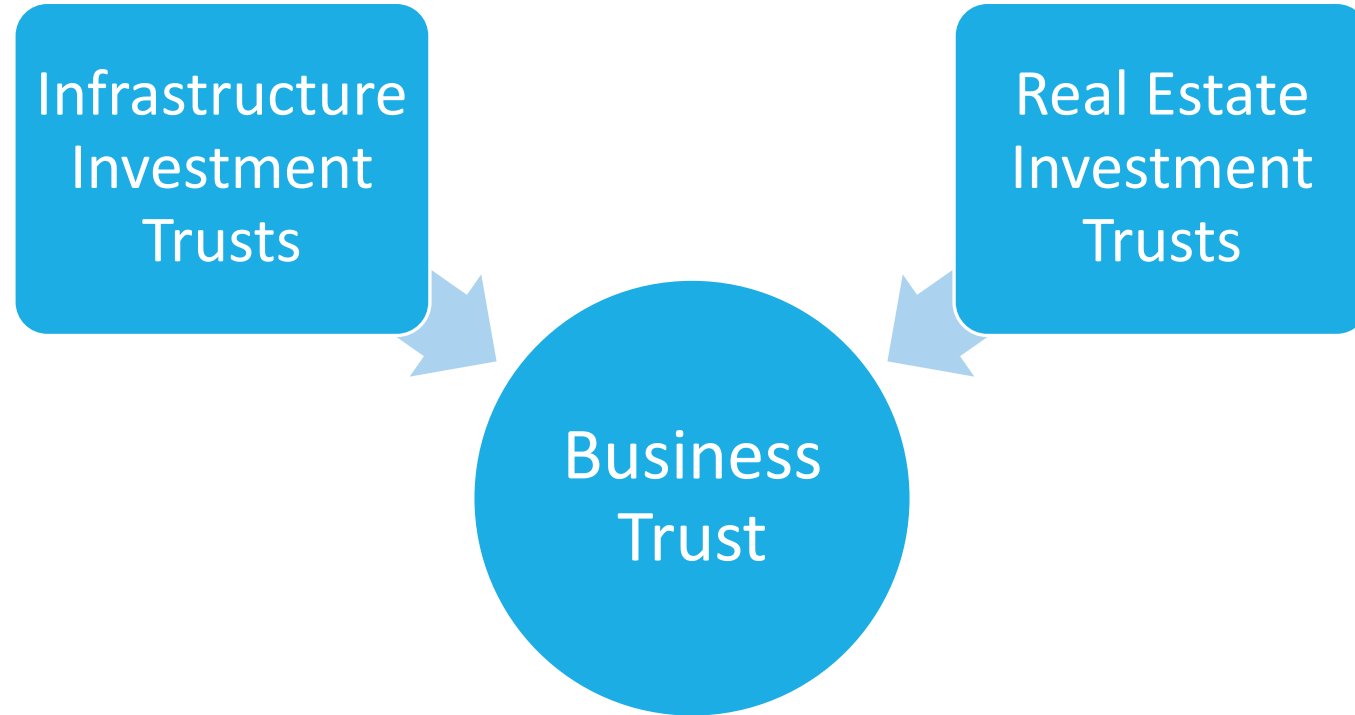 Infrastructure
Investment
Trusts
Real Estate
Investment
Trusts
Business
Trust